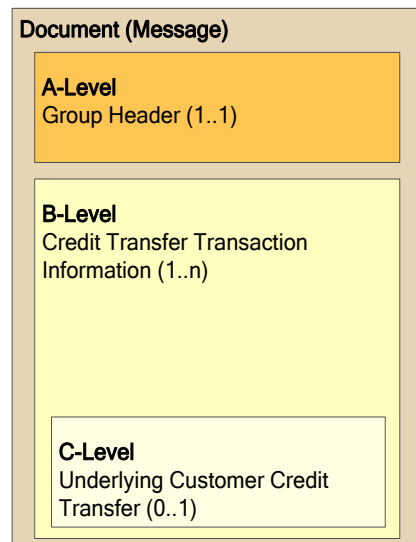 Document (Message)
A-Level
Group Header (1..1)
B-Level
Credit Transfer Transaction
Information (1..n)
C-Level
Underlying Customer Credit
Transfer (0..1)